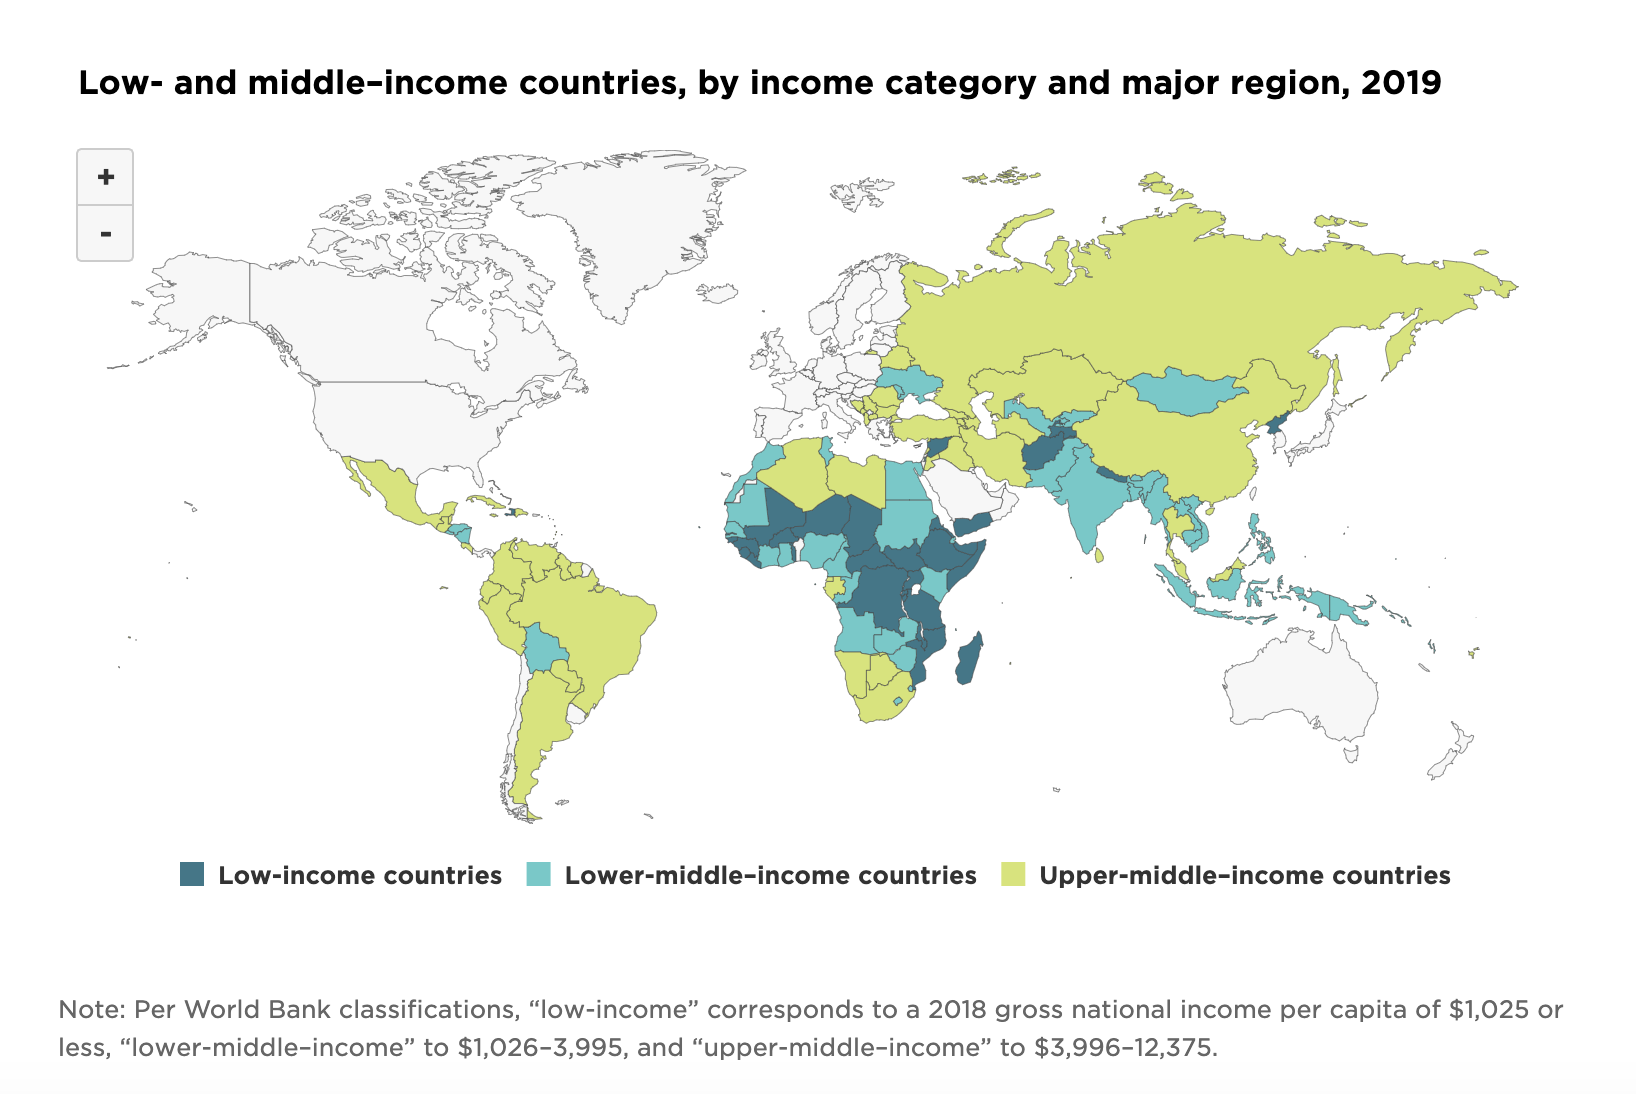 Low- and middle–income countries, by income category and major region, 2019
+
-
Low-income countries Lower-middle–income countries Upper-middle–income countries
Note: Per World Bank classifications, “low-income” corresponds to a 2018 gross national income per capita of $1,025 or
less, “lower-middle–income” to $1,026–3,995, and “upper-middle–income” to $3,996–12,375.